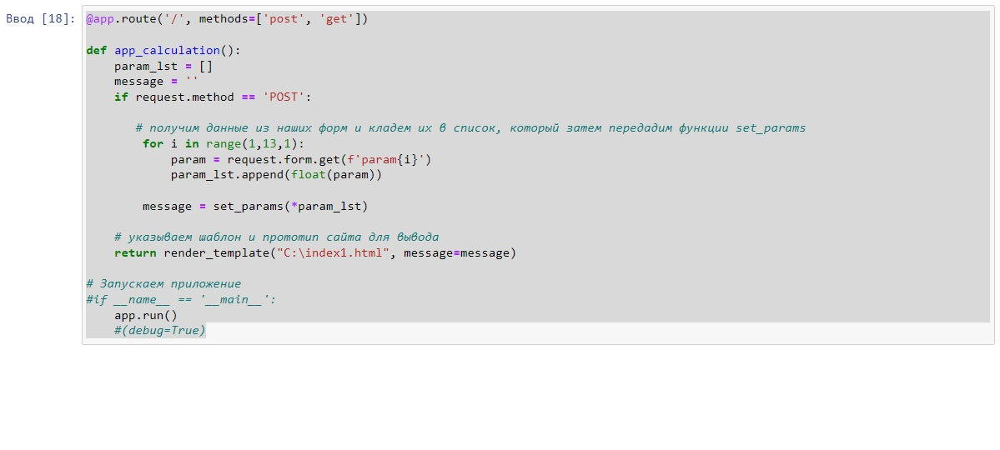 Ввод [18]:
@app.route('/', methods=['post', 'get'])
def app_calculation():
    param_lst = []
    message = ''
    if request.method == 'POST':
       # получим данные из наших форм и кладем их в список, который затем передадим функции set_params
        for i in range(1,13,1):
            param = request.form.get(f'param{i}')
            param_lst.append(float(param))
        message = set_params(*param_lst)
    # указываем шаблон и прототип сайта для вывода
    return render_template("C:\index1.html", message=message)
# Запускаем приложение
#if __name__ == '__main__':
    app.run()
    #(debug=True)